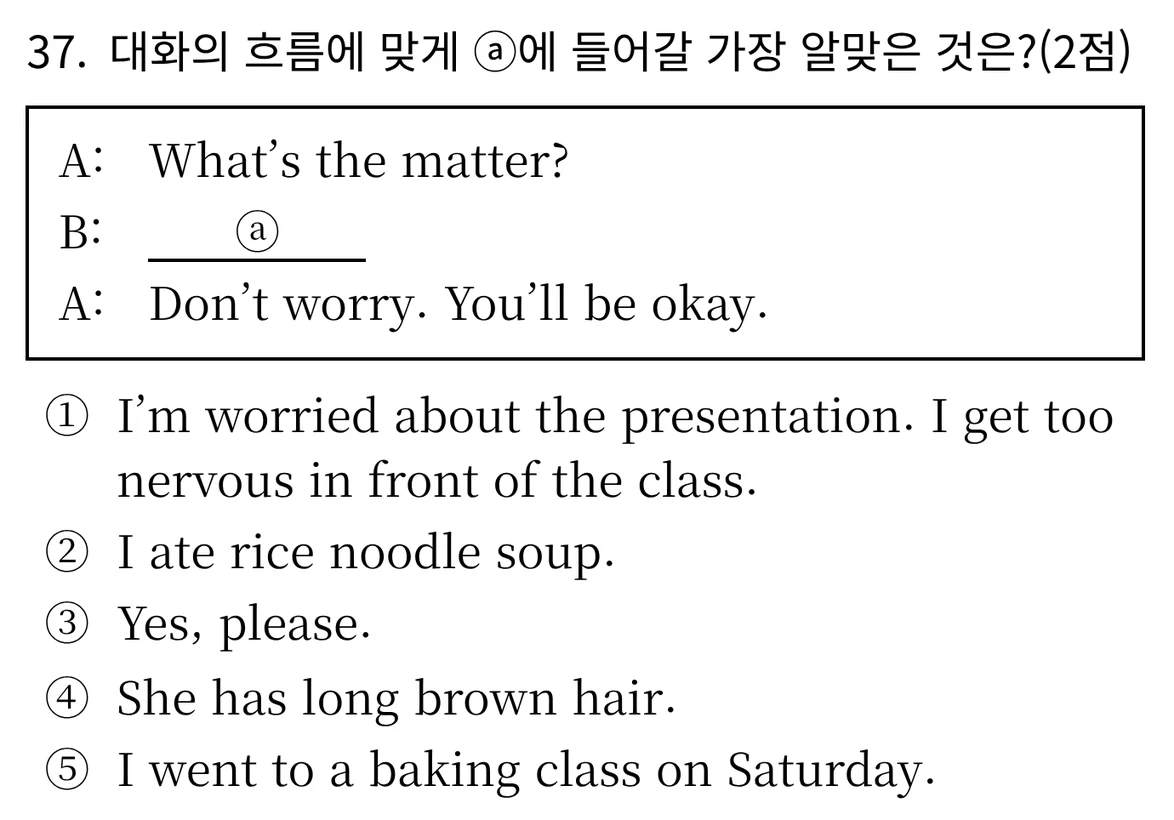 37. 대화의 흐름에 맞게 ⓐ에 들어갈 가장 알맞은 것은?(2점)
A: What’s the matter?
B: ⓐ
A: Don’t worry. You’ll be okay.
① I’m worried about the presentation. I get too
nervous in front of the class.
② I ate rice noodle soup.
③ Yes, please.
④ She has long brown hair.
⑤ I went to a baking class on Saturday.